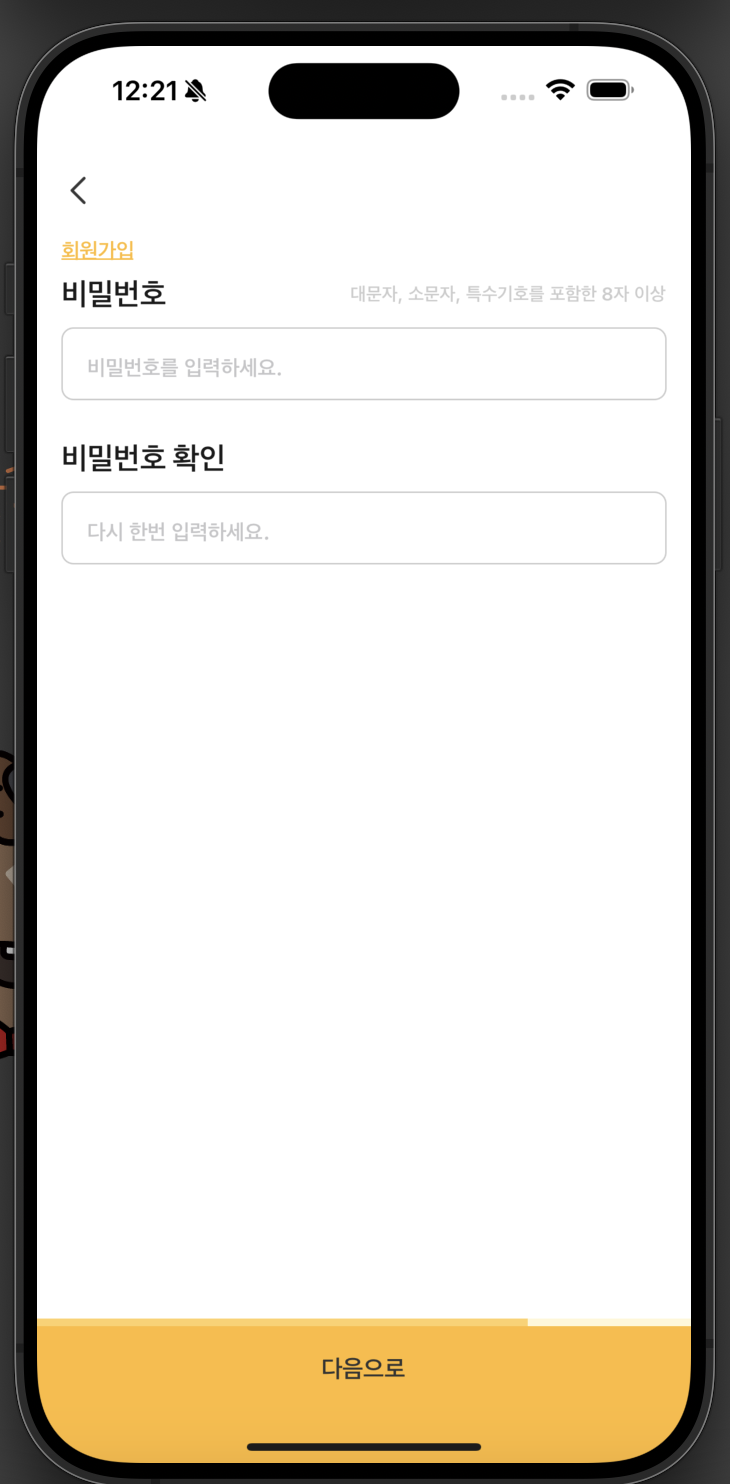 12:21
회원가입
비밀번호
대문자, 소문자, 특수기호를 포함한 8자 이상
비밀번호를 입력하세요.
비밀번호 확인
다시 한번 입력하세요.
다음으로